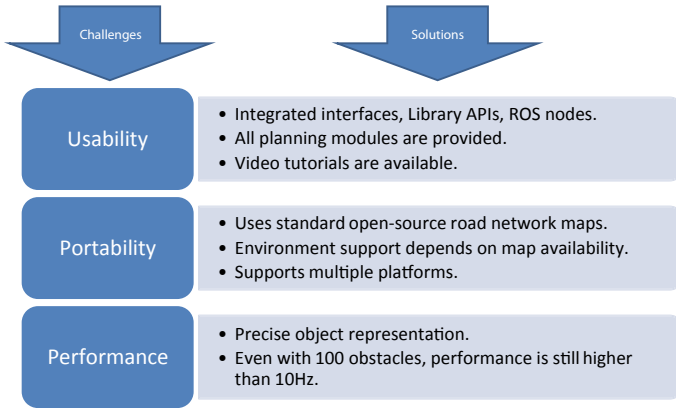 Challenges
Solutions
Usability
• Integrated interfaces, Library APIs, ROS nodes.
• All planning modules are provided.
• Video tutorials are available.
Portability
• Uses standard open-source road network maps.
• Environment support depends on map availability.
• Supports multiple platforms.
Performance
• Precise object representation.
• Even with 100 obstacles, performance is still higher
than 10Hz.